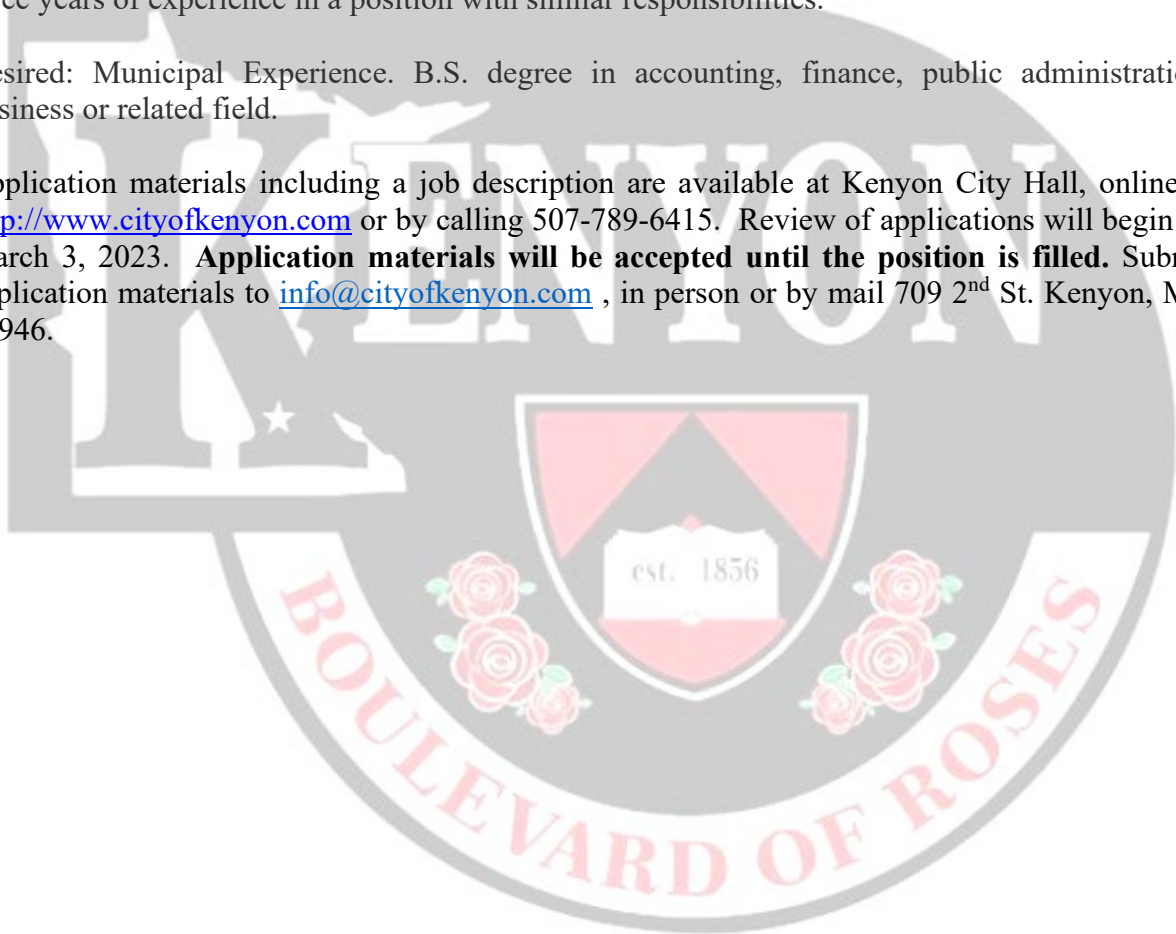 ee years of experience in a position with similar responsibilities.
esired: Municipal Experience. B.S. degree in accounting, finance, public administratio
siness or related field.
pplication materials including a job description are available at Kenyon City Hall, online
p://www.cityofkenyon.com or by calling 507-789-6415. Review of applications will begin
arch 3, 2023. Application materials will be accepted until the position is filled. Subm
plication materials to info@cityofkenyon.com , in person or by mail 709 2nd St. Kenyon, M
946.
KENYON
est. 1856
BOULEVARD OF ROSES